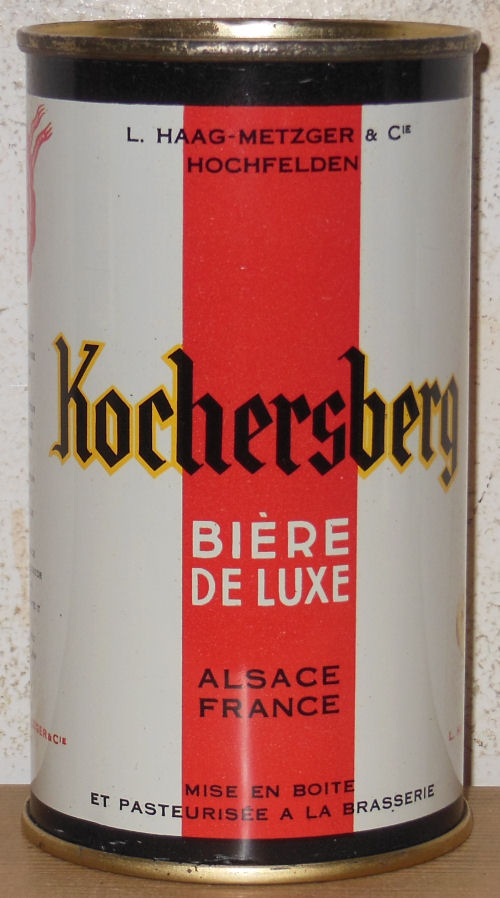 L. HAAG-METZGER & CIE
HOCHFELDEN
Kochersberg
BIÈRE
DE LUXE
ALSACE
FRANCE
MISE EN BOITE
ET PASTEURISÉE A LA BRASSERIE